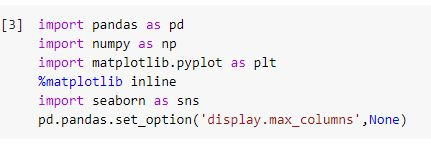 [3] import pandas as pd
import numpy as np
import matplotlib.pyplot as plt
%matplotlib inline
import seaborn as sns
pd.pandas.set_option('display.max_columns',None)